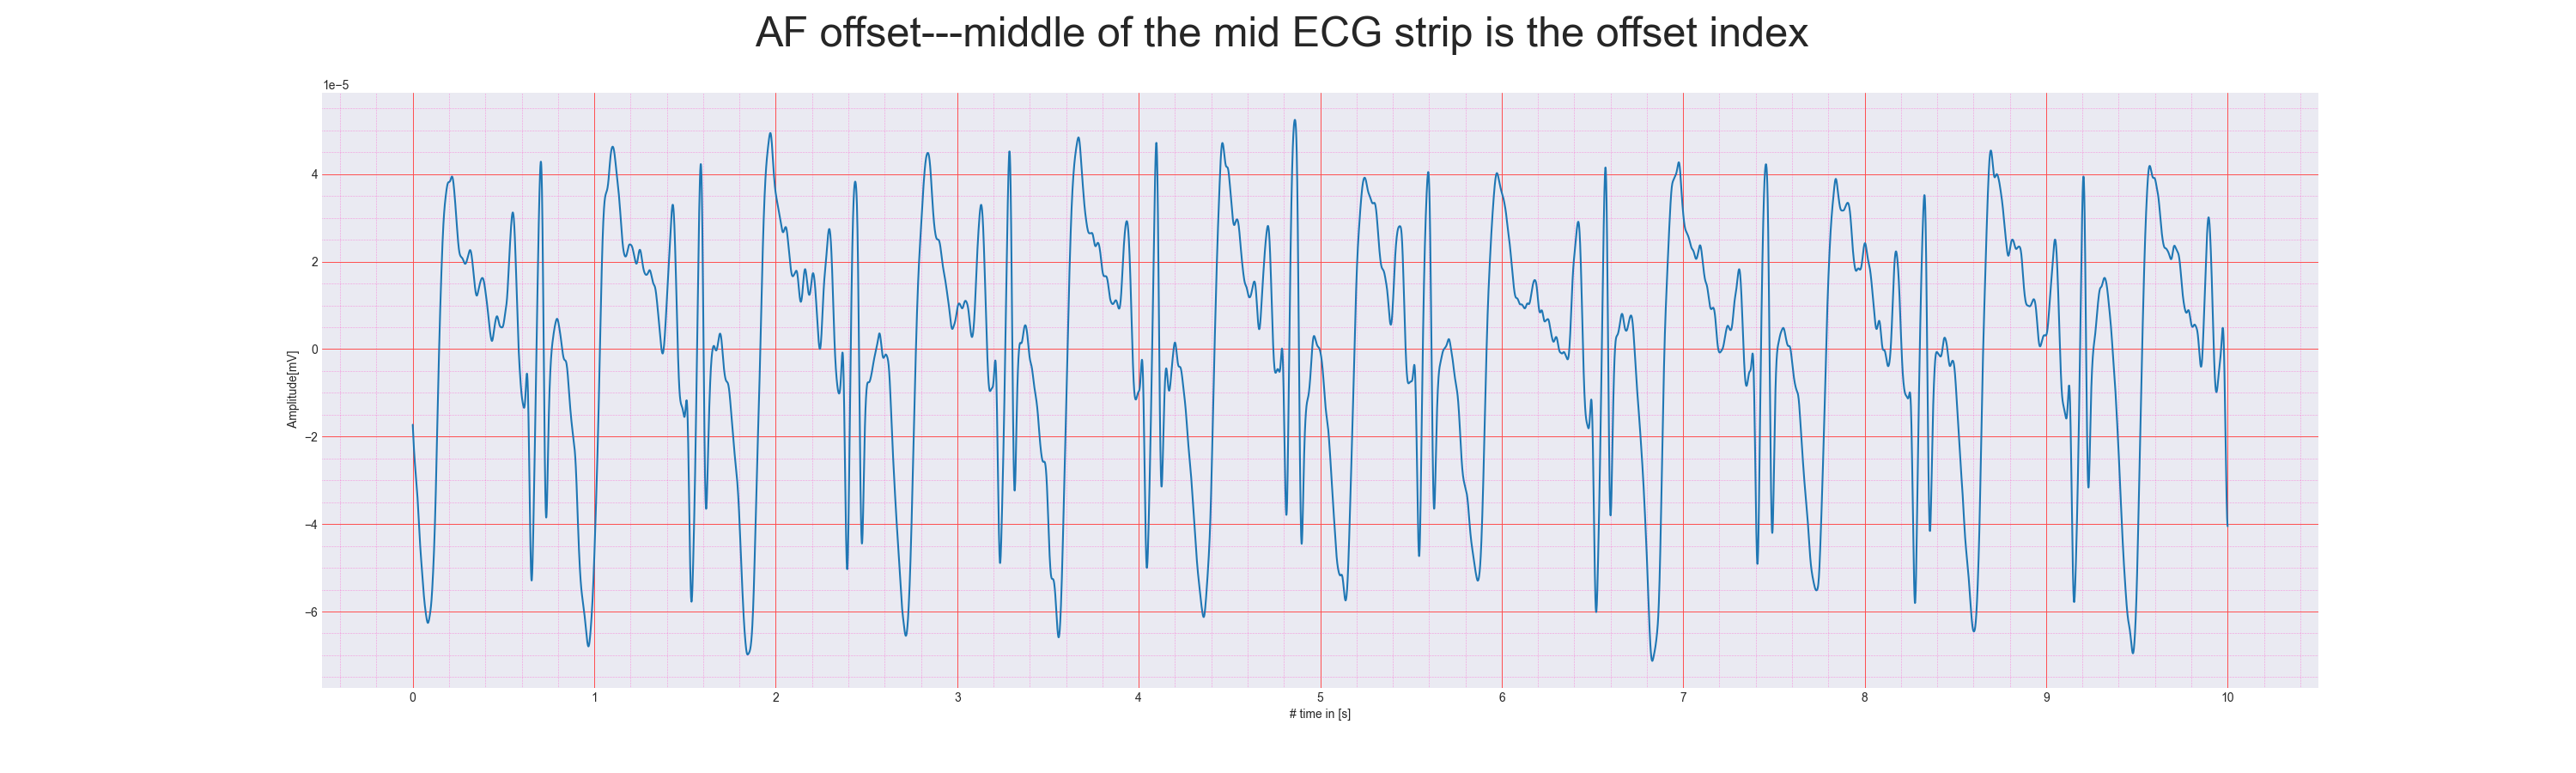 AF offset---middle of the mid ECG strip is the offset index
1e−5
4
2
0
−2
−4
−6
Amplitude[mV]
0 1 2 3 4 5 6 7 8 9 10
# time in [s]